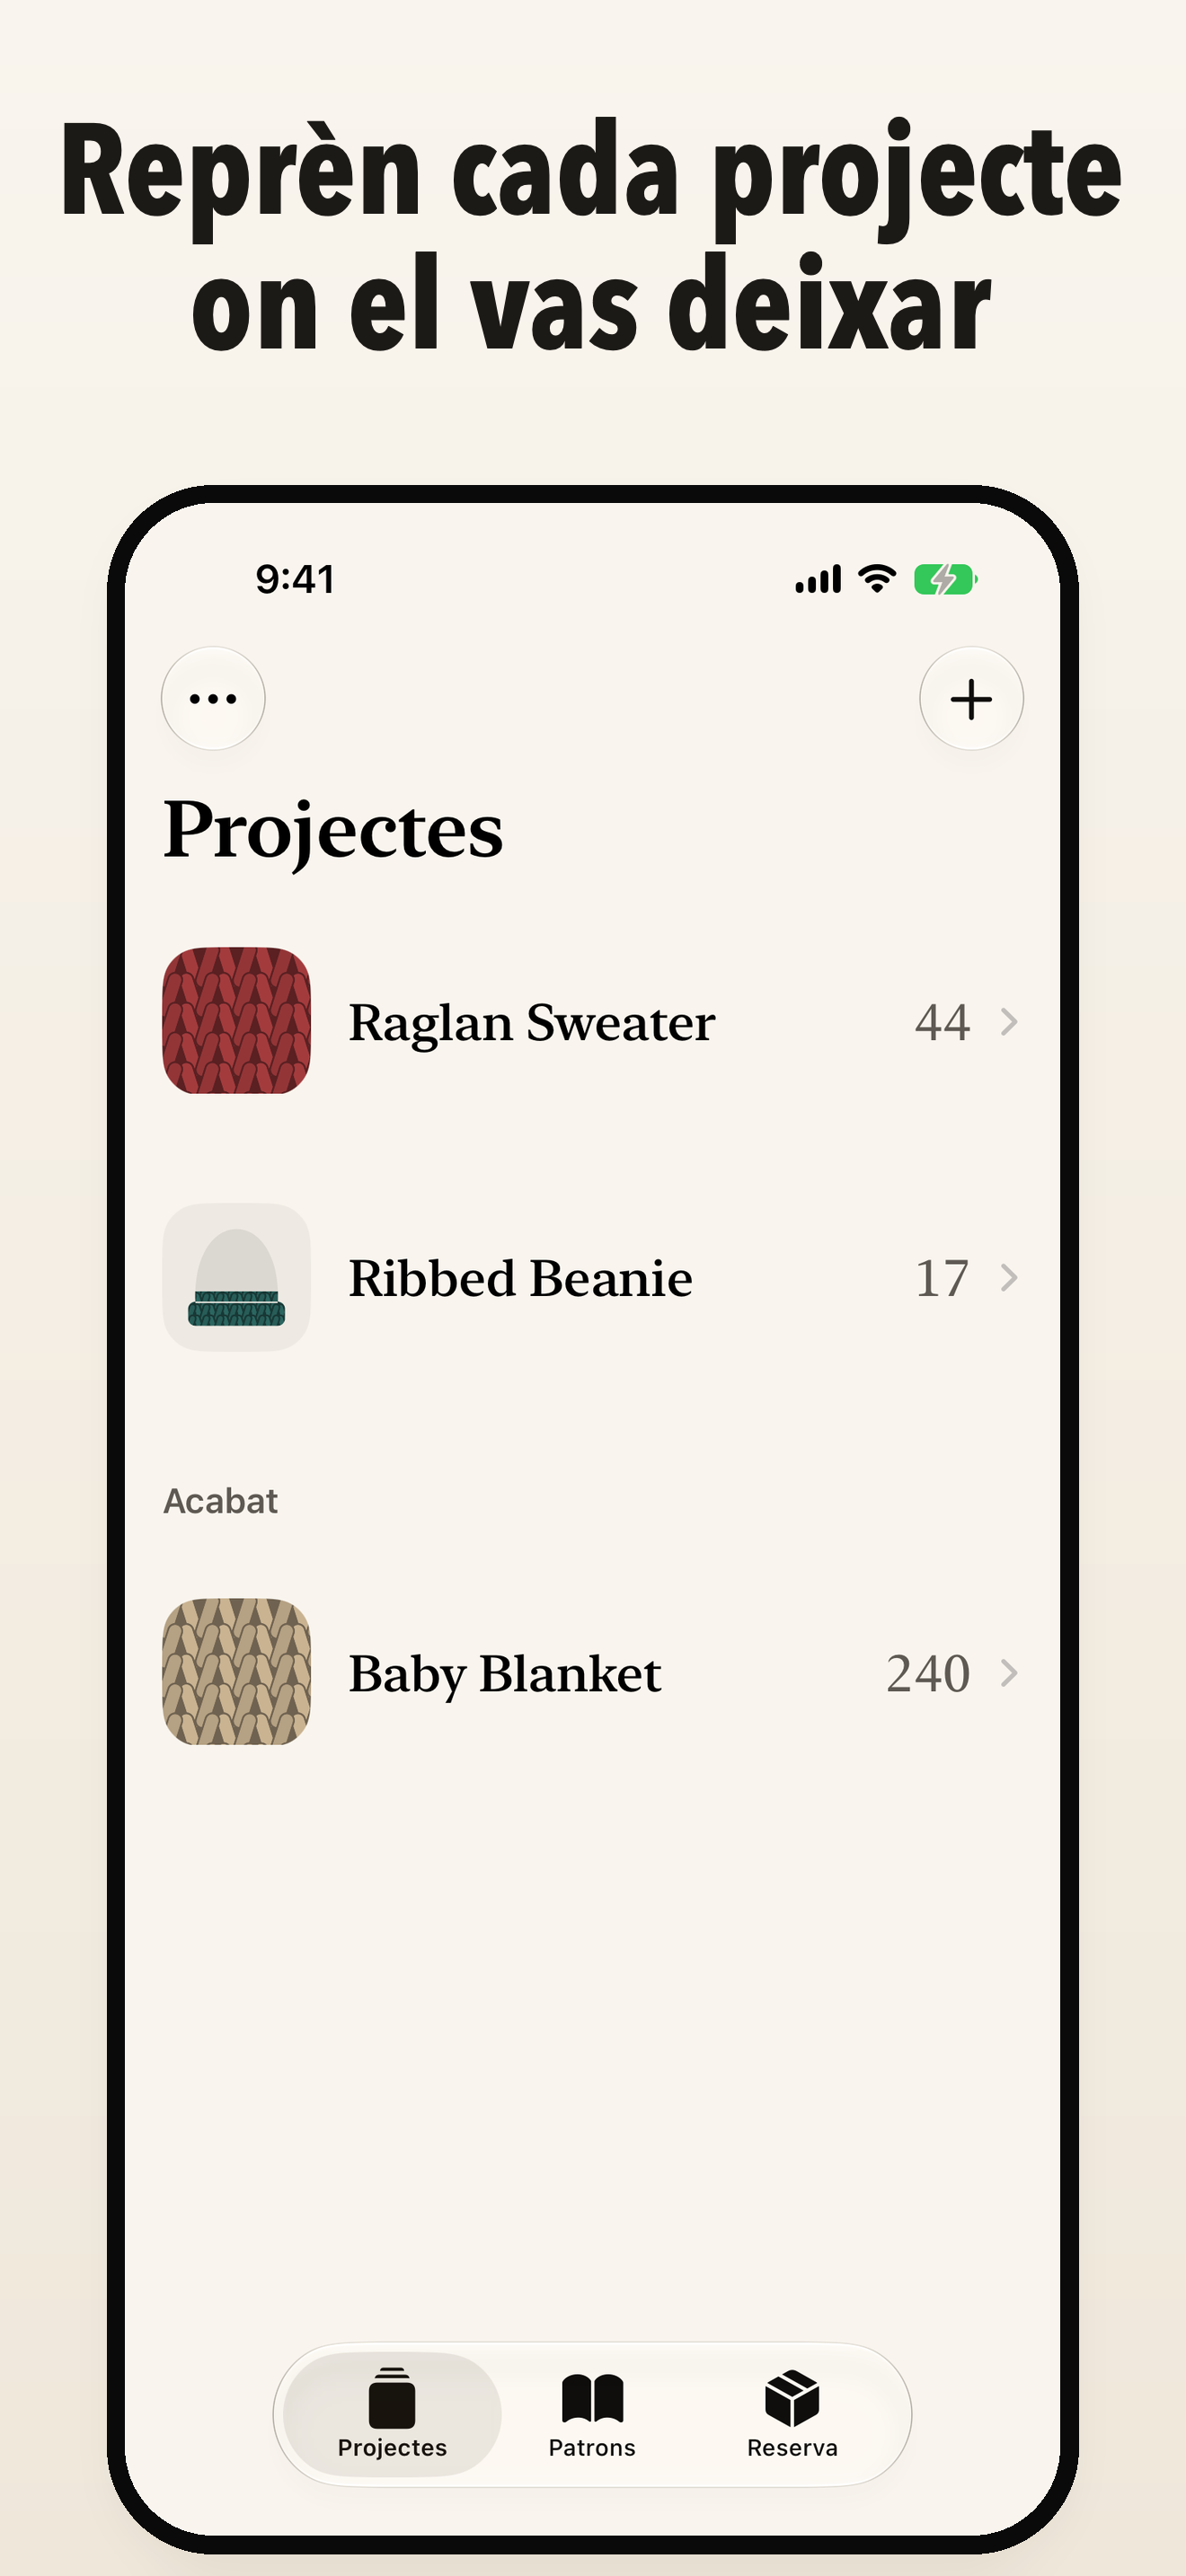 Reprèn cada projecte
on el vas deixar
9:41
Projectes
Raglan Sweater 44
Ribbed Beanie 17
Acabat
Baby Blanket 240
Projectes Patrons Reserva